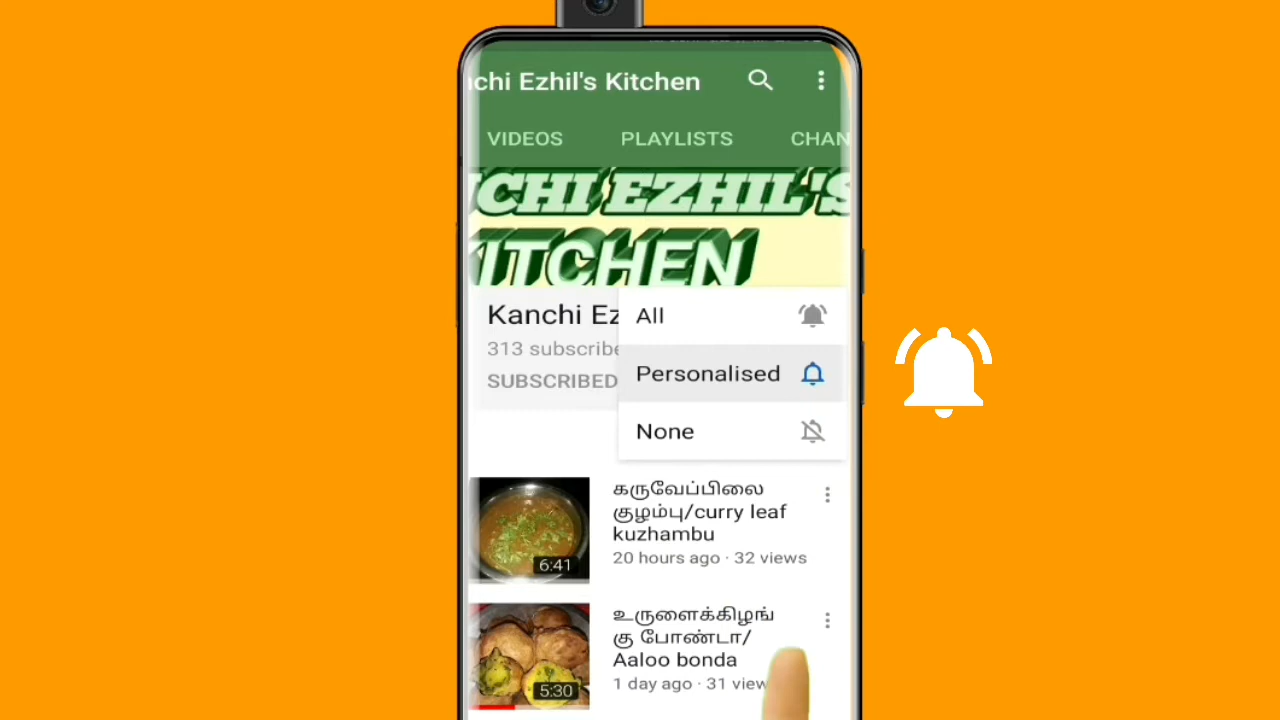 chi Ezhil's Kitchen
VIDEOS PLAYLISTS CHAN
CHI EZHIL'S
KITCHEN
Kanchi Ez
313 subscribe
SUBSCRIBED
All
Personalised
None
கருவேப்பிலை
குழம்பு/curry leaf
kuzhambu
20 hours ago · 32 views
6:41
உருளைக்கிழங்
கு போண்டா/
Aaloo bonda
1 day ago · 31 view
5:30